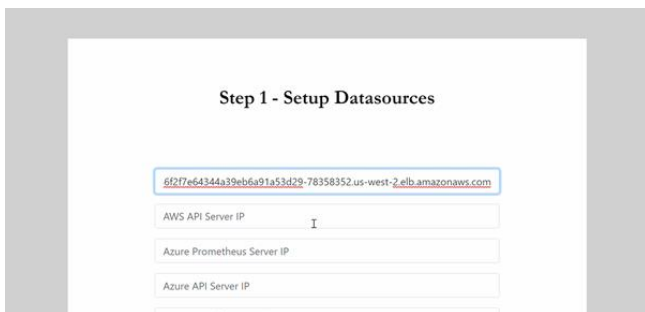 Step 1 - Setup Datasources
6f2f7e64344a39eb6a91a53d29-78358352.us-west-2.elb.amazonaws.com
AWS API Server IP
Azure Prometheus Server IP
Azure API Server IP